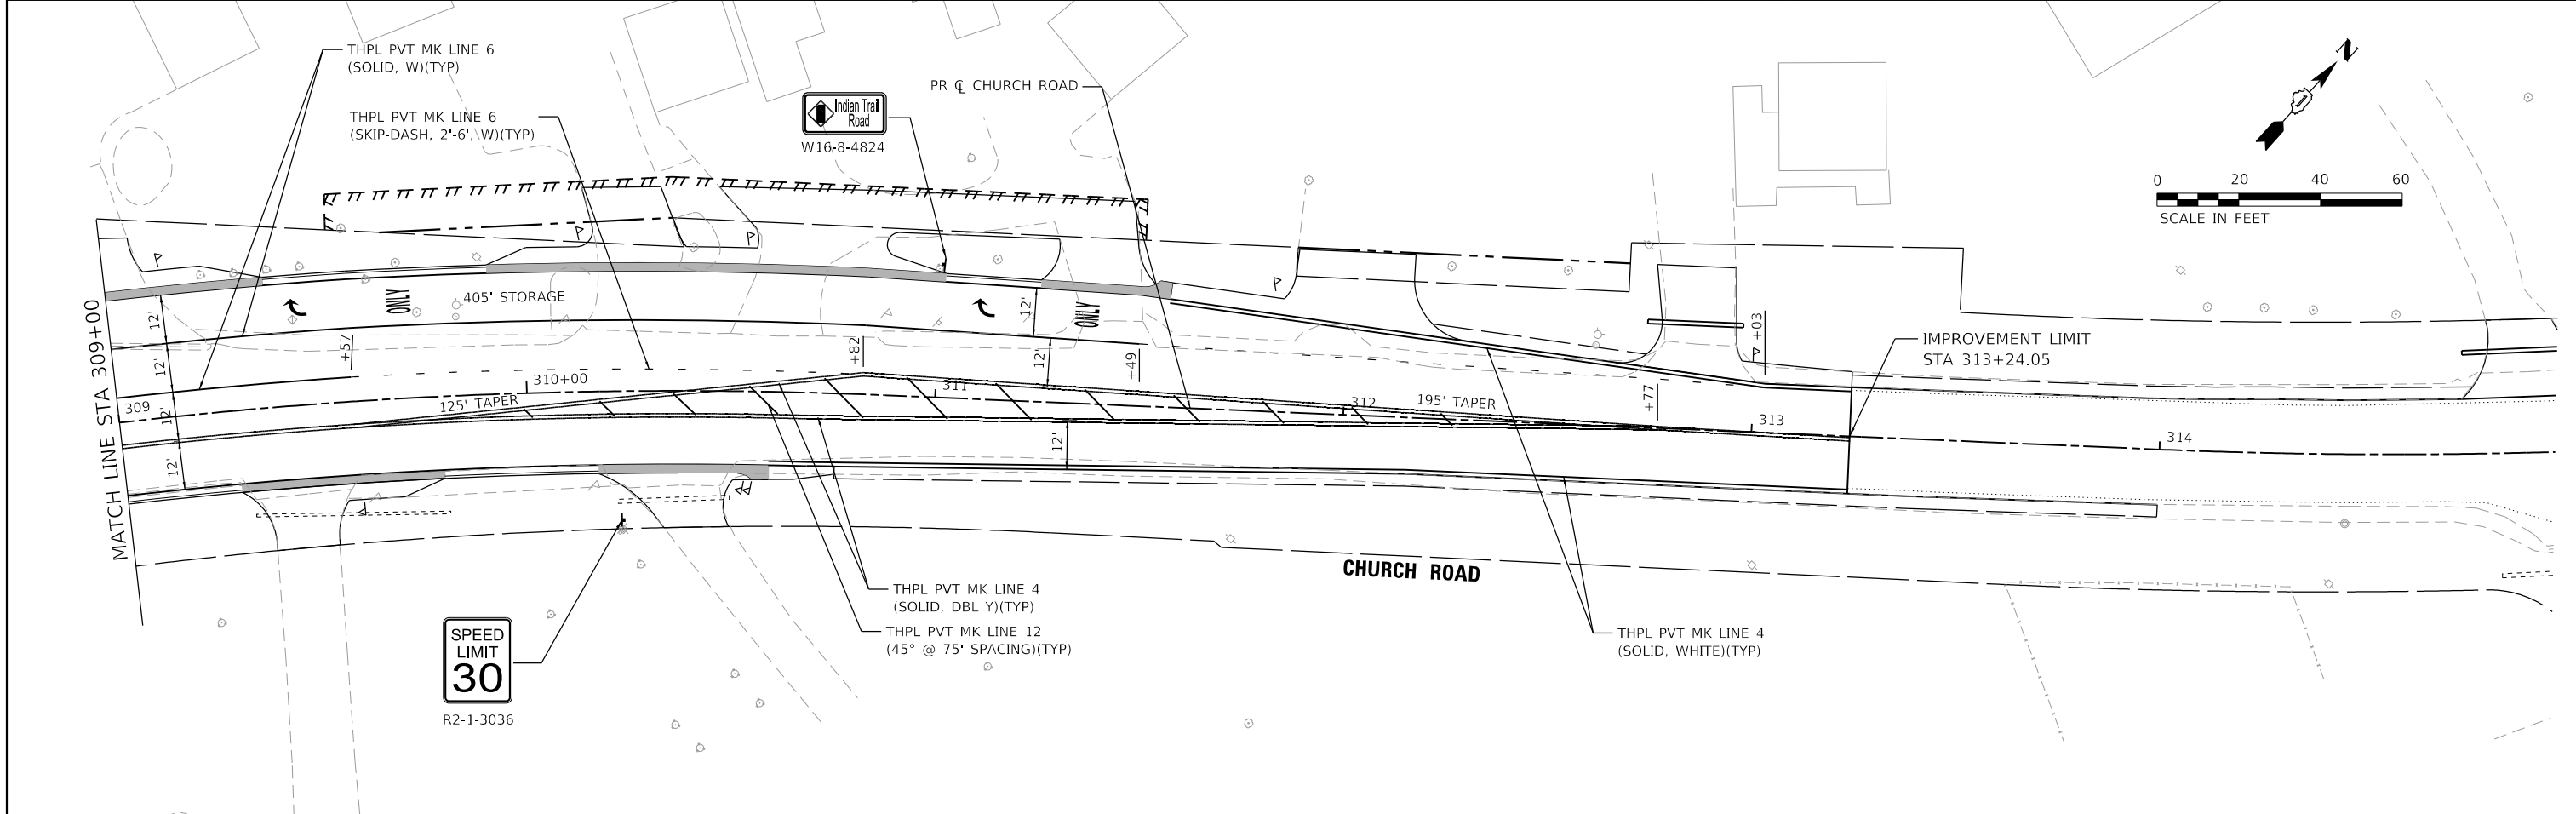 THPL PVT MK LINE 6
(SOLID, W)(TYP)
THPL PVT MK LINE 6
(SKIP-DASH, 2'-6', W)(TYP)
Indian Trail
Road
W16-8-4824
PR ℄ CHURCH ROAD
N
0 20 40 60
SCALE IN FEET
MATCH LINE STA 309+00
12'
12'
12'
12'
ONLY
405' STORAGE
+57
309
125' TAPER
310+00
+82
311
12'
12'
ONLY
+49
12'
312
195' TAPER
+77
+03
313
IMPROVEMENT LIMIT
STA 313+24.05
314
CHURCH ROAD
THPL PVT MK LINE 4
(SOLID, DBL Y)(TYP)
THPL PVT MK LINE 12
(45° @ 75' SPACING)(TYP)
THPL PVT MK LINE 4
(SOLID, WHITE)(TYP)
SPEED
LIMIT
30
R2-1-3036